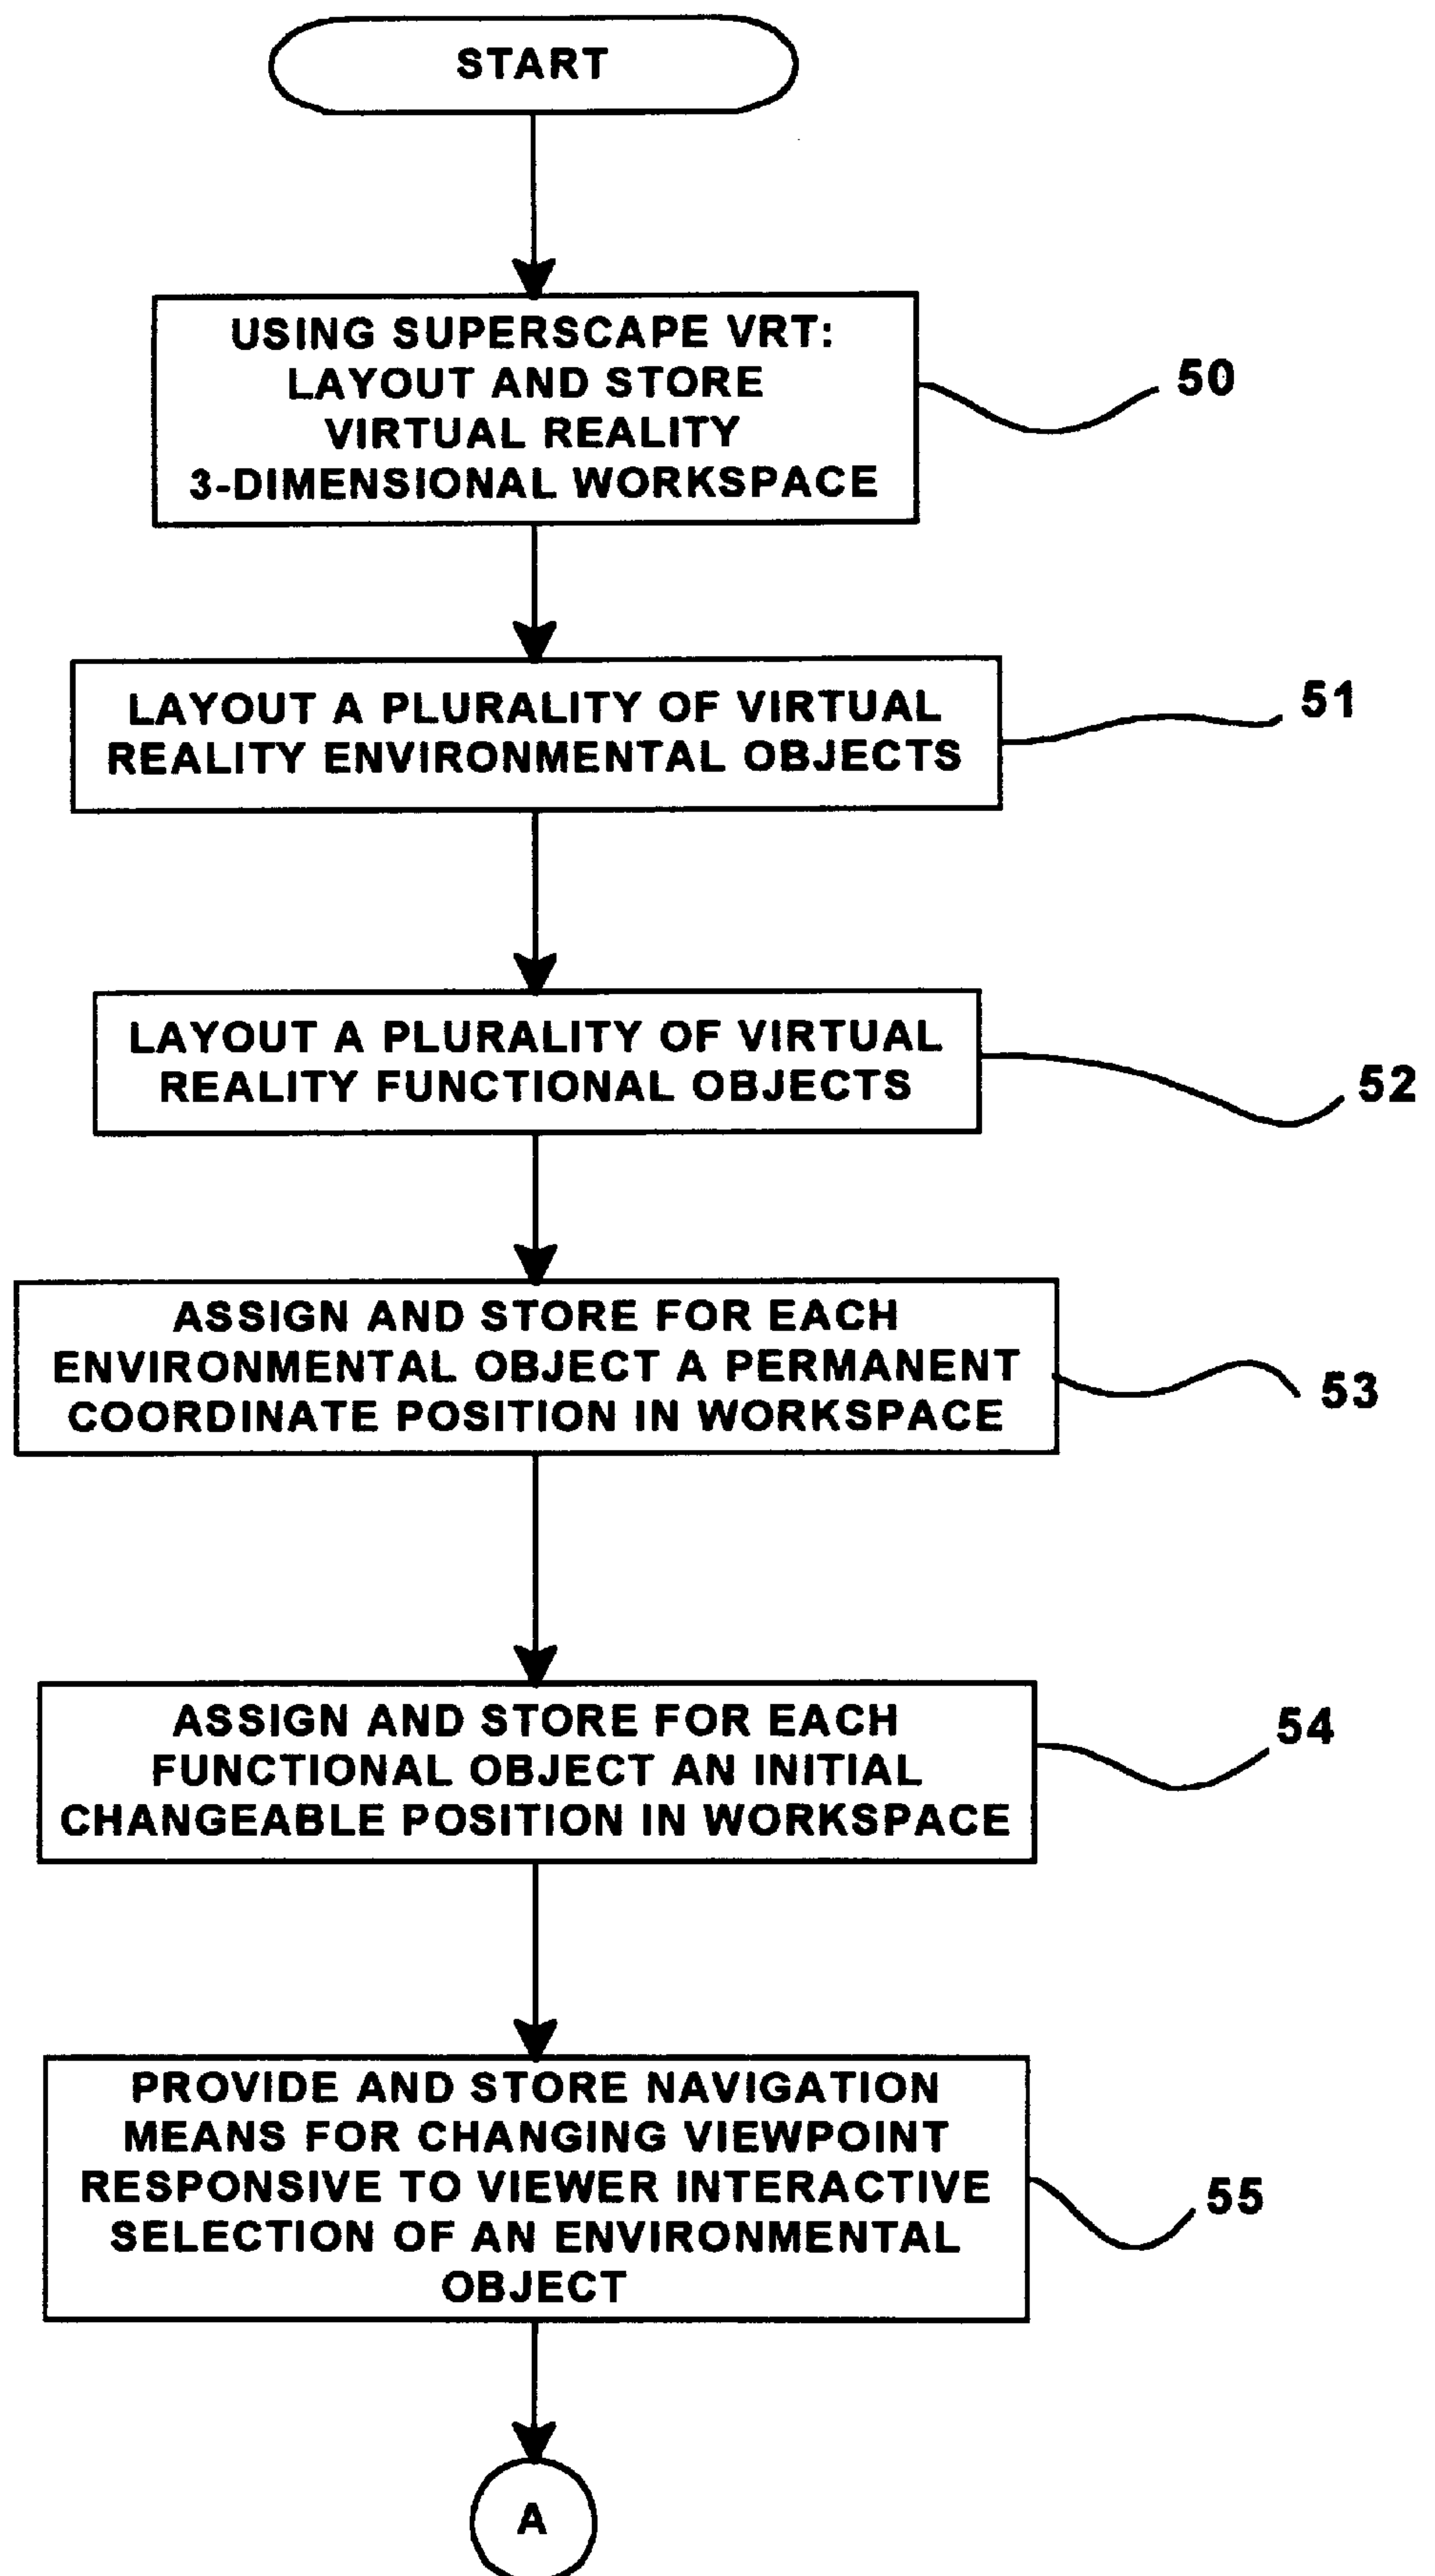 START
USING SUPERSCAPE VRT:
LAYOUT AND STORE
VIRTUAL REALITY
3-DIMENSIONAL WORKSPACE
50
LAYOUT A PLURALITY OF VIRTUAL
REALITY ENVIRONMENTAL OBJECTS
51
LAYOUT A PLURALITY OF VIRTUAL
REALITY FUNCTIONAL OBJECTS
52
ASSIGN AND STORE FOR EACH
ENVIRONMENTAL OBJECT A PERMANENT
COORDINATE POSITION IN WORKSPACE
53
ASSIGN AND STORE FOR EACH
FUNCTIONAL OBJECT AN INITIAL
CHANGEABLE POSITION IN WORKSPACE
54
PROVIDE AND STORE NAVIGATION
MEANS FOR CHANGING VIEWPOINT
RESPONSIVE TO VIEWER INTERACTIVE
SELECTION OF AN ENVIRONMENTAL
OBJECT
55
A